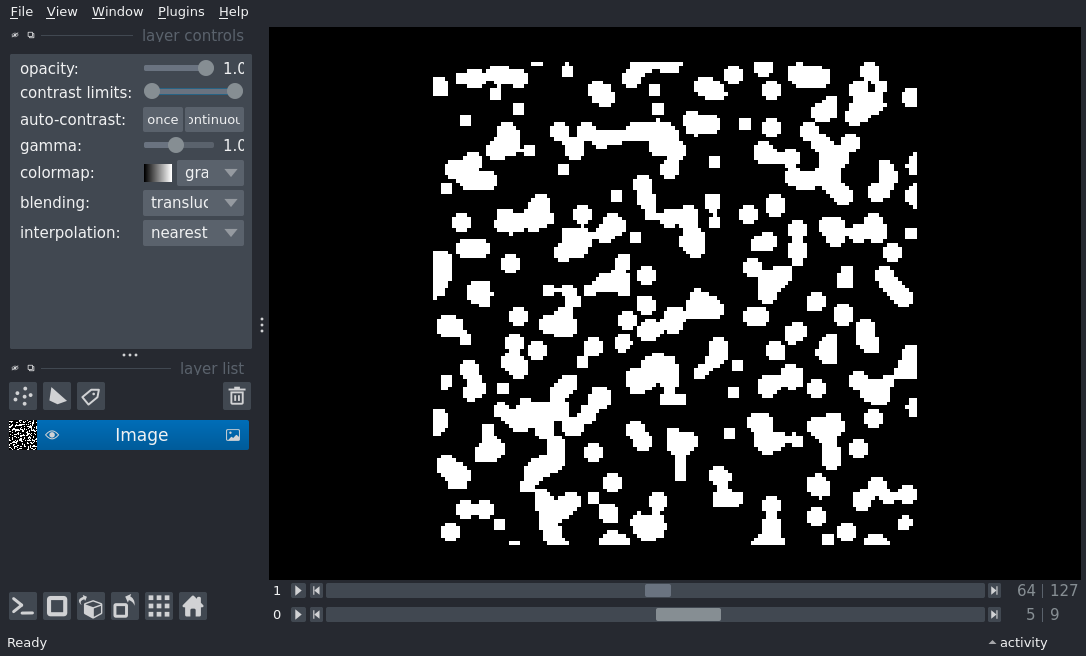 File View Window Plugins Help
layer controls
opacity: 1.0
contrast limits:
auto-contrast: once ontinuou
gamma: 1.0
colormap: gra
blending: transluc
interpolation: nearest
layer list
Image
1 64 | 127
0 5 | 9
Ready activity